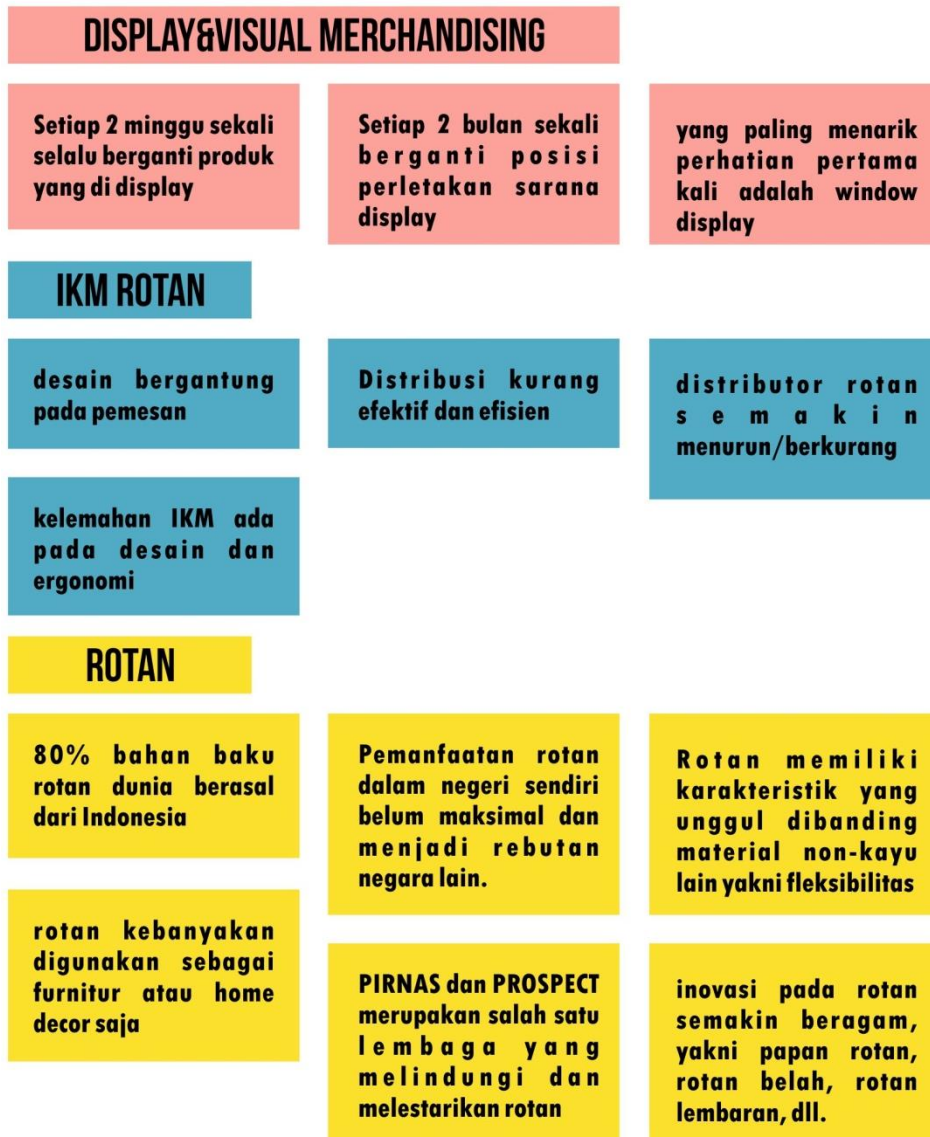 DISPLAY&VISUAL MERCHANDISING
Setiap 2 minggu sekali
selalu berganti produk
yang di display
Setiap 2 bulan sekali
berganti posisi
perletakan sarana
display
yang paling menarik
perhatian pertama
kali adalah window
display
IKM ROTAN
desain bergantung
pada pemesan
Distribusi kurang
efektif dan efisien
distributor rotan
semakin
menurun/berkurang
kelemahan IKM ada
pada desain dan
ergonomi
ROTAN
80% bahan baku
rotan dunia berasal
dari Indonesia
Pemanfaatan rotan
dalam negeri sendiri
belum maksimal dan
menjadi rebutan
negara lain.
Rotan memiliki
karakteristik yang
unggul dibanding
material non-kayu
lain yakni fleksibilitas
rotan kebanyakan
digunakan sebagai
furnitur atau home
decor saja
PIRNAS dan PROSPECT
merupakan salah satu
lembaga yang
melindungi dan
melestarikan rotan
inovasi pada rotan
semakin beragam,
yakni papan rotan,
rotan belah, rotan
lembaran, dll.